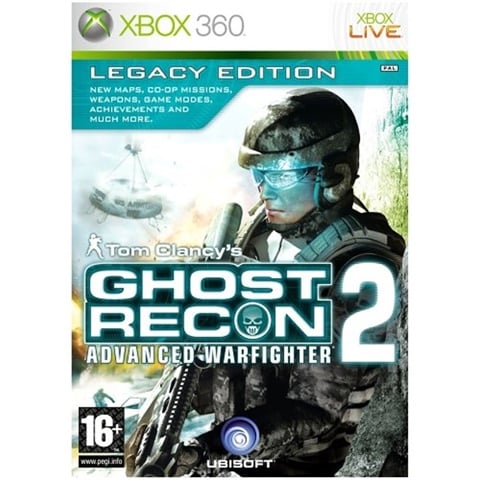 XBOX 360
XBOX
LIVE
LEGACY EDITION
PAL
NEW MAPS, CO-OP MISSIONS,
WEAPONS, GAME MODES,
ACHIEVEMENTS AND
MUCH MORE.
Tom Clancy's
GHOST
RECON 2
ADVANCED WARFIGHTER
16+
www.pegi.info
UBISOFT